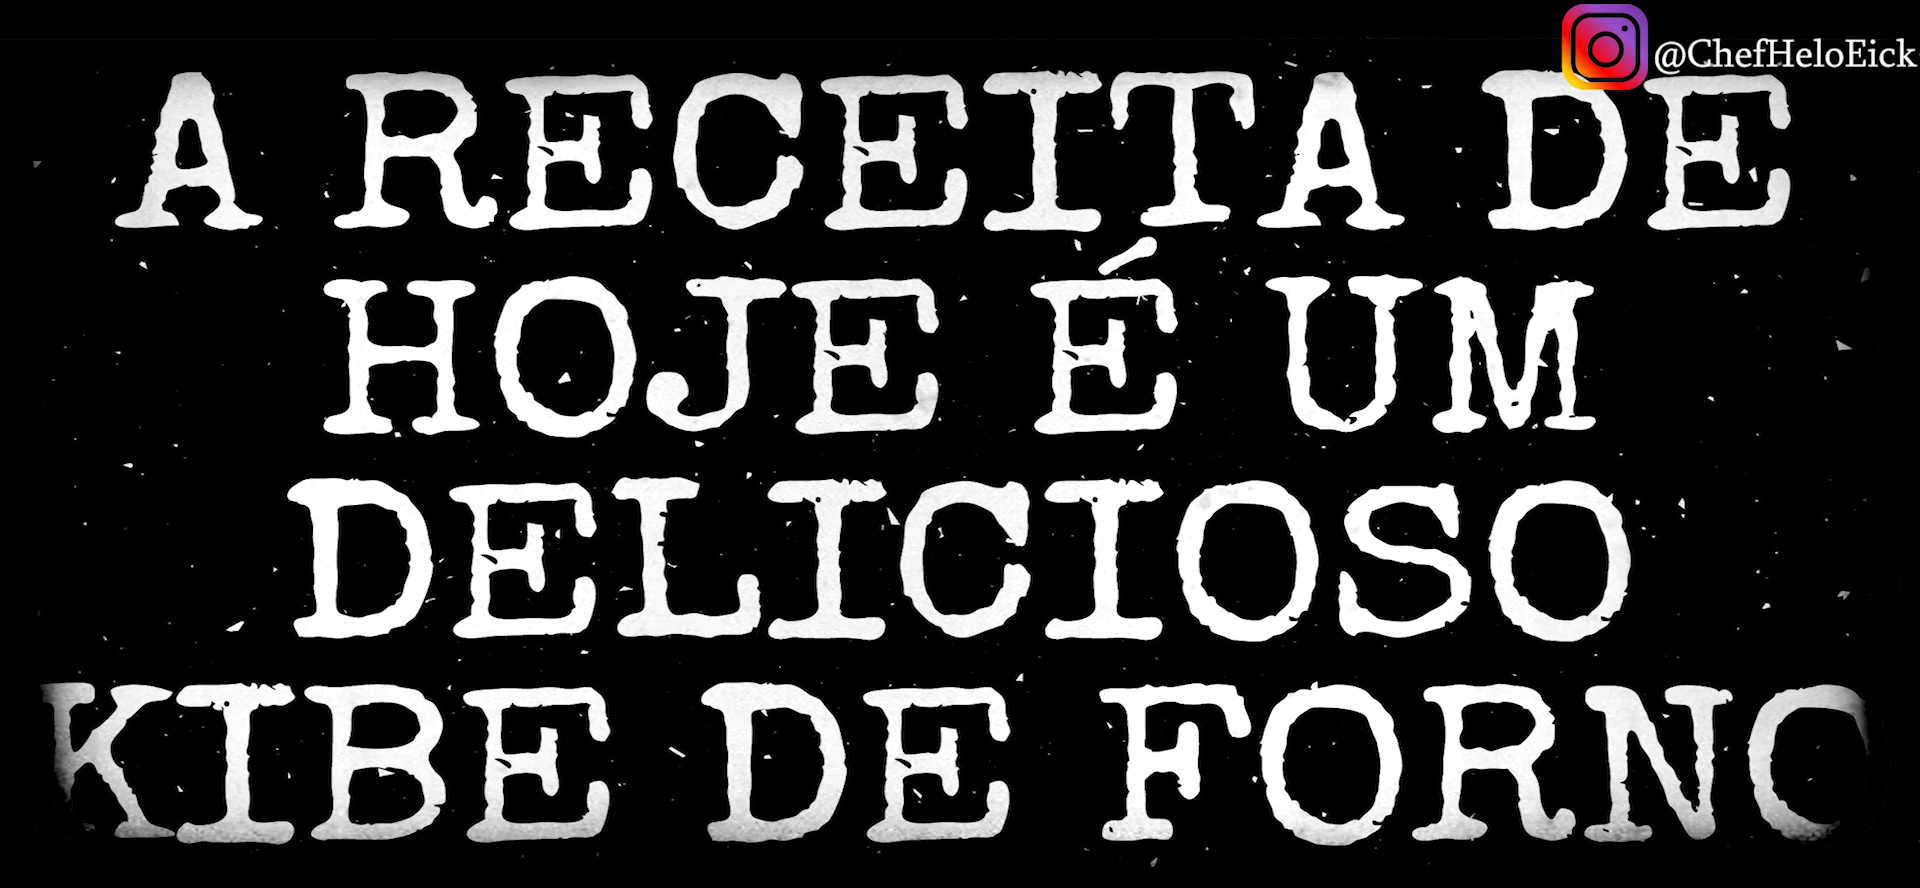 @ChefHeloEick
A RECEITA DE
HOJE É UM
DELICIOSO
KIBE DE FORNO